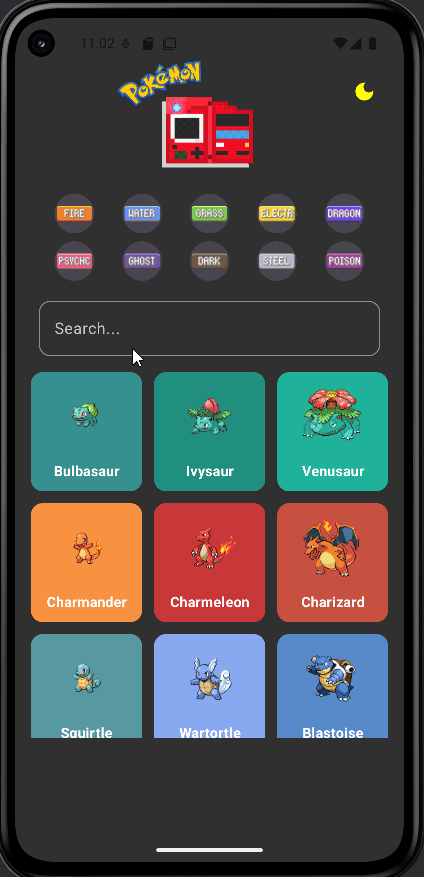 11:02
POKÉMON
FIRE WATER GRASS ELECTR DRAGON
PSYCHC GHOST DARK STEEL POISON
Search...
Bulbasaur Ivysaur Venusaur
Charmander Charmeleon Charizard
Squirtle Wartortle Blastoise